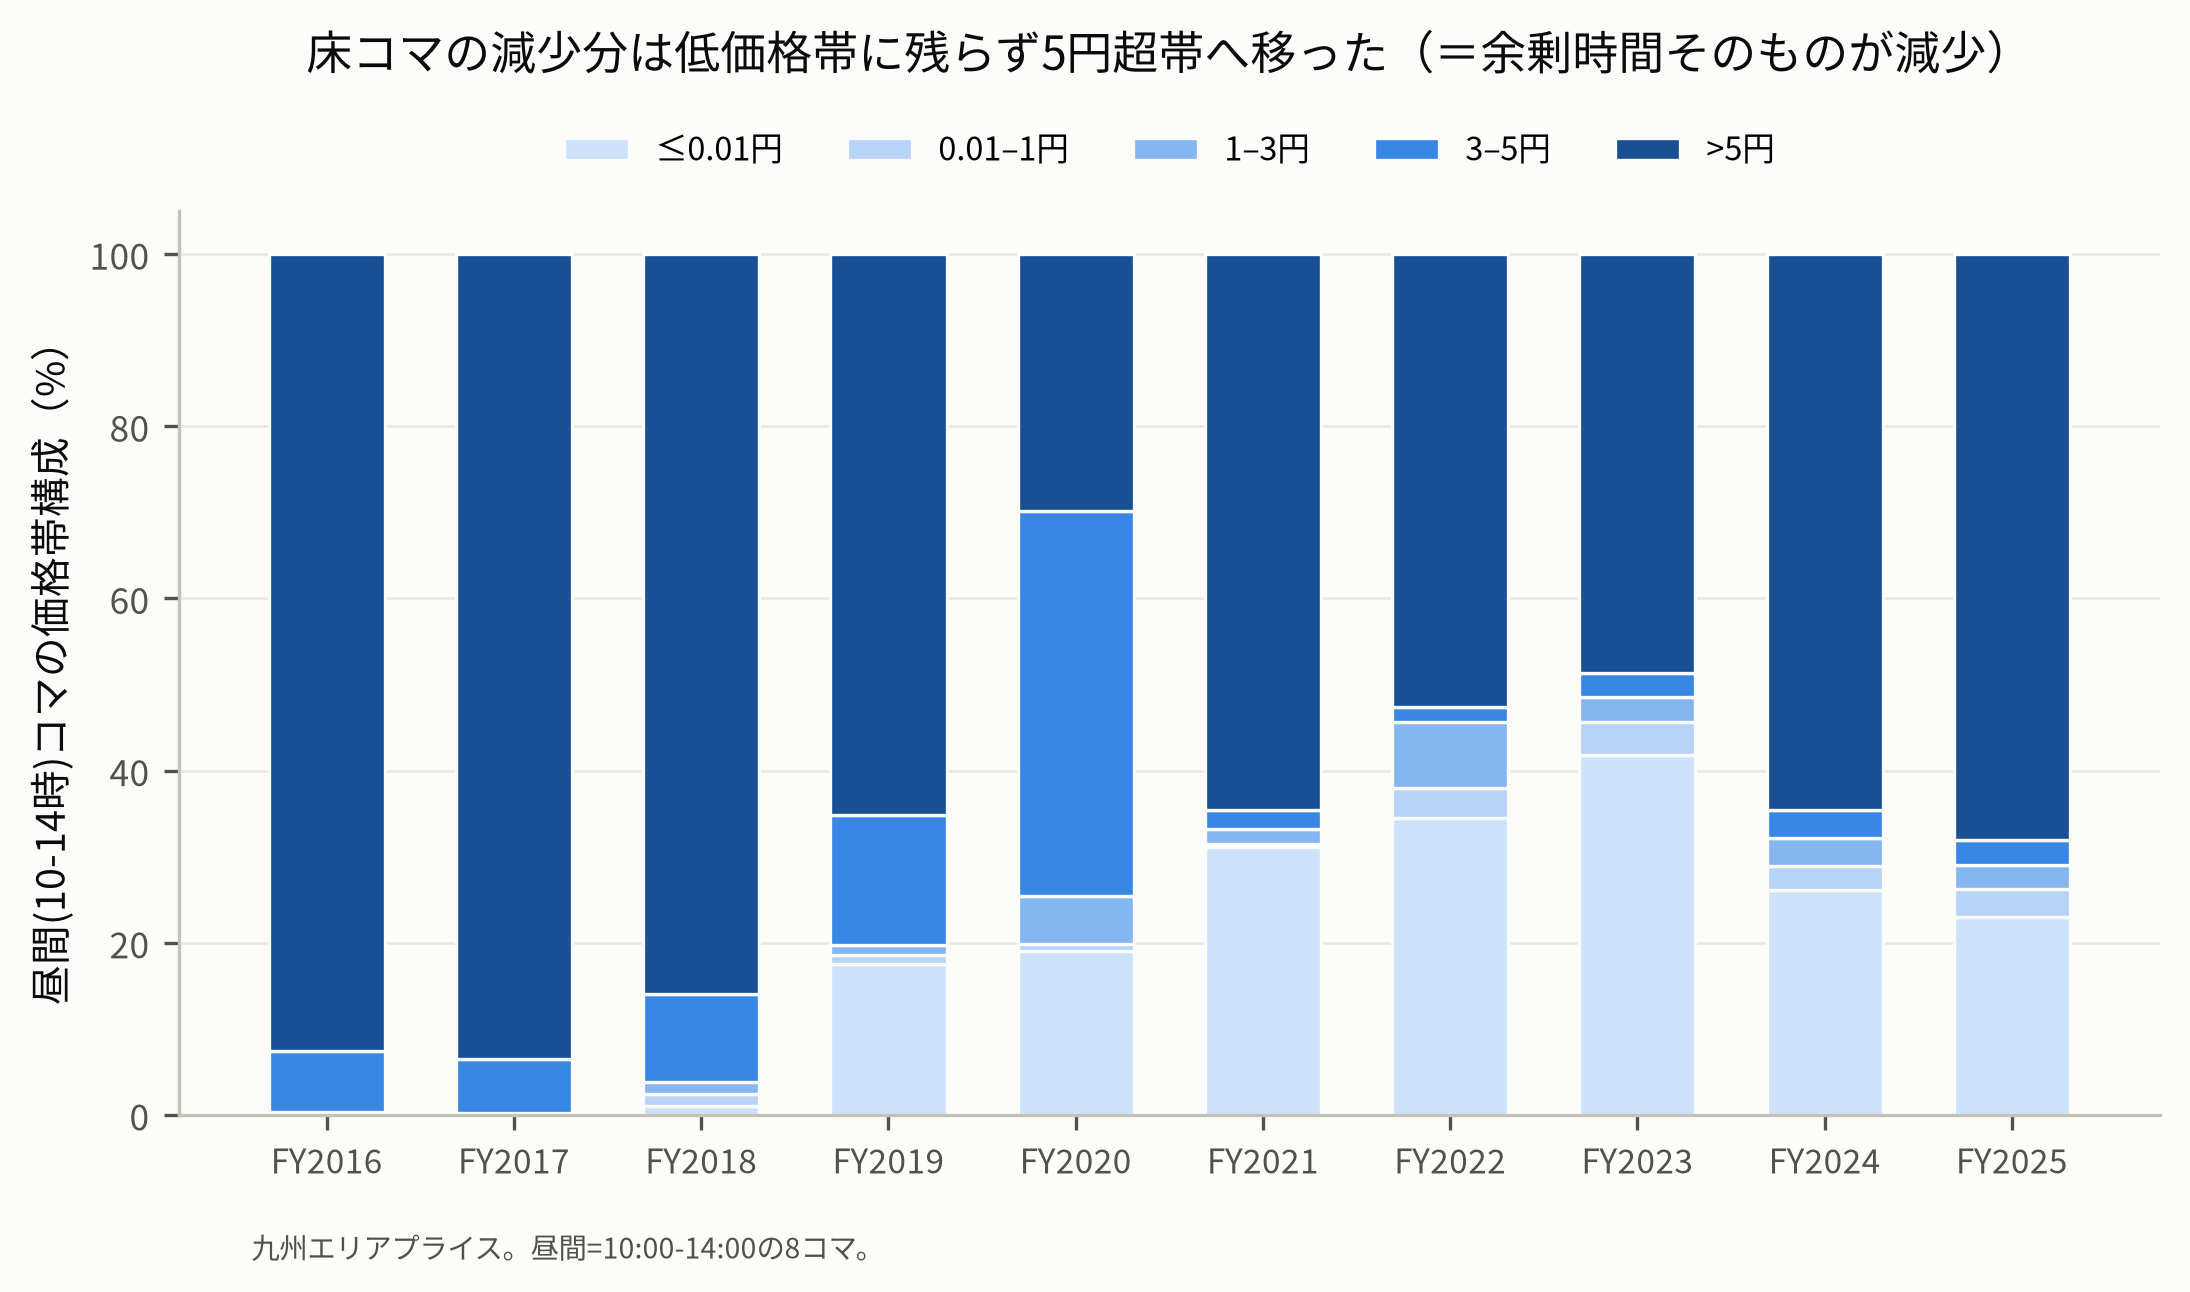 床コマの減少分は低価格帯に残らず5円超帯へ移った（＝余剰時間そのものが減少）
≤0.01円 0.01–1円 1–3円 3–5円 >5円
昼間(10-14時)コマの価格帯構成（%）
100
80
60
40
20
0
FY2016 FY2017 FY2018 FY2019 FY2020 FY2021 FY2022 FY2023 FY2024 FY2025
九州エリアプライス。昼間=10:00-14:00の8コマ。